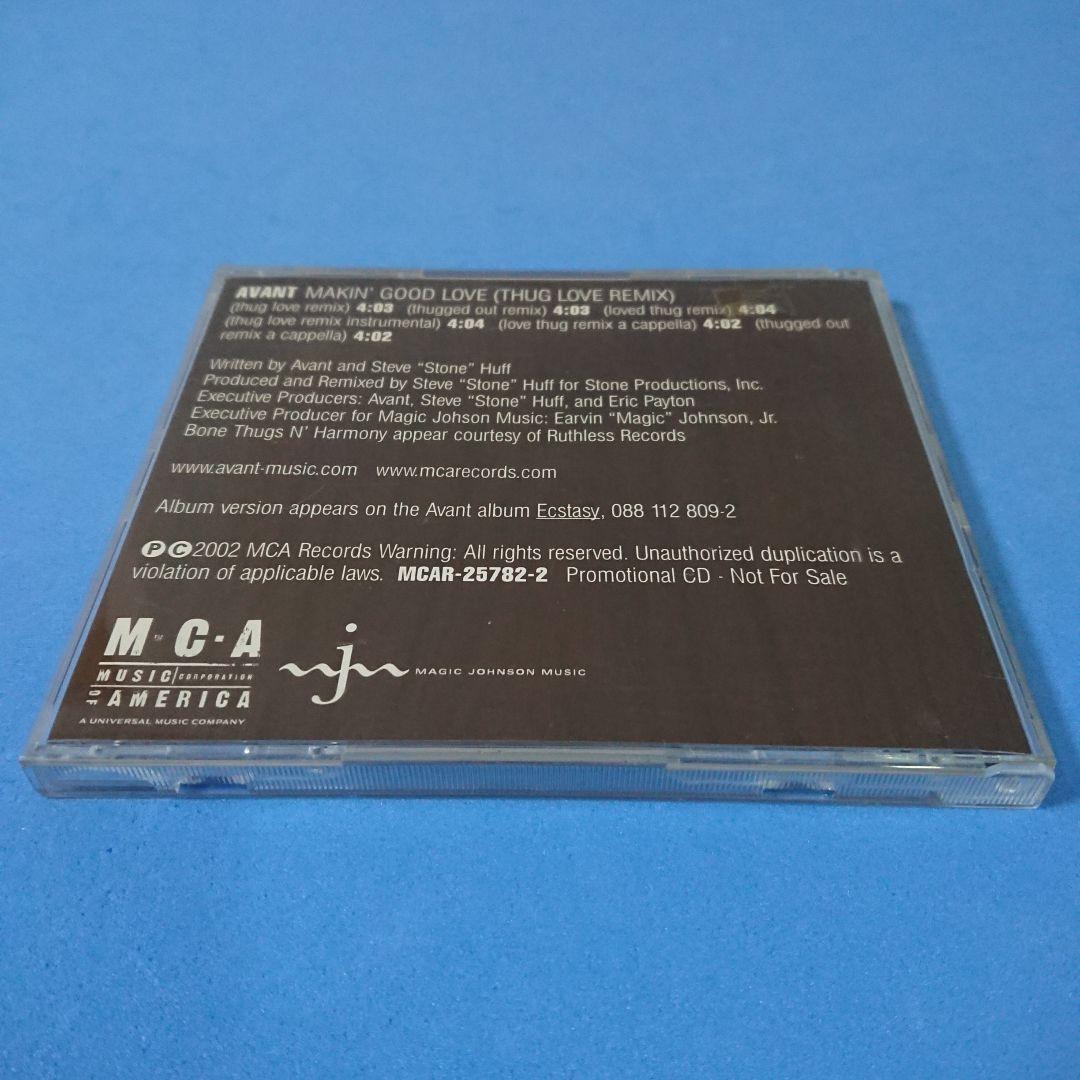 AVANT MAKIN' GOOD LOVE (THUG LOVE REMIX)
(thug love remix) 4:03 (thugged out remix) 4:03 (loved thug remix) 4:04
(thug love remix instrumental) 4:04 (love thug remix a cappella) 4:02 (thugged out
remix a cappella) 4:02
Written by Avant and Steve “Stone” Huff
Produced and Remixed by Steve “Stone” Huff for Stone Productions, Inc.
Executive Producers: Avant, Steve “Stone” Huff, and Eric Payton
Executive Producer for Magic Johson Music: Earvin “Magic” Johnson, Jr.
Bone Thugs N' Harmony appear courtesy of Ruthless Records
www.avant-music.com www.mcarecords.com
Album version appears on the Avant album Ecstasy, 088 112 809-2
ⓅⒸ2002 MCA Records Warning: All rights reserved. Unauthorized duplication is a
violation of applicable laws. MCAR-25782-2 Promotional CD - Not For Sale
M™C·A
MUSIC CORPORATION
OF AMERICA
A UNIVERSAL MUSIC COMPANY
mjm MAGIC JOHNSON MUSIC